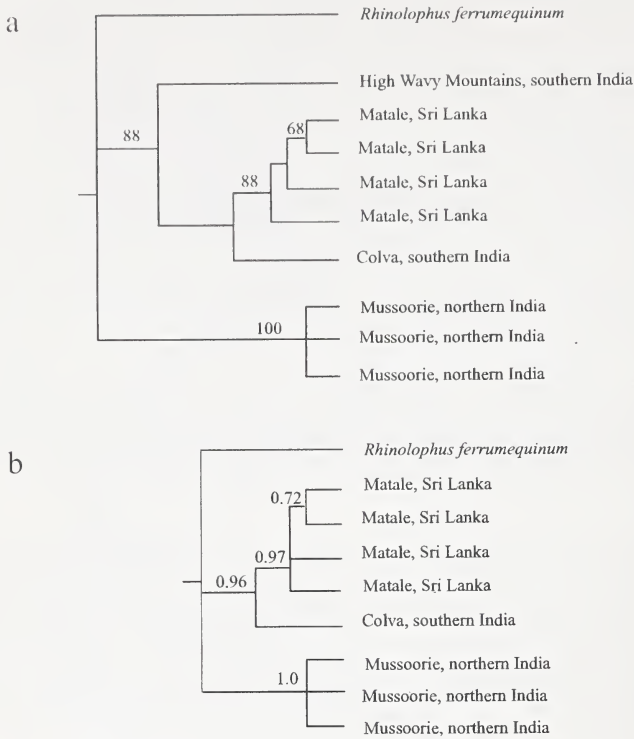 a
Rhinolophus ferrumequinum
High Wavy Mountains, southern India
Matale, Sri Lanka
68
Matale, Sri Lanka
88
Matale, Sri Lanka
88
Matale, Sri Lanka
Colva, southern India
Mussoorie, northern India
100
Mussoorie, northern India
Mussoorie, northern India
b
Rhinolophus ferrumequinum
Matale, Sri Lanka
0.72
Matale, Sri Lanka
0.97
Matale, Sri Lanka
0.96
Matale, Sri Lanka
Colva, southern India
Mussoorie, northern India
1.0
Mussoorie, northern India
Mussoorie, northern India